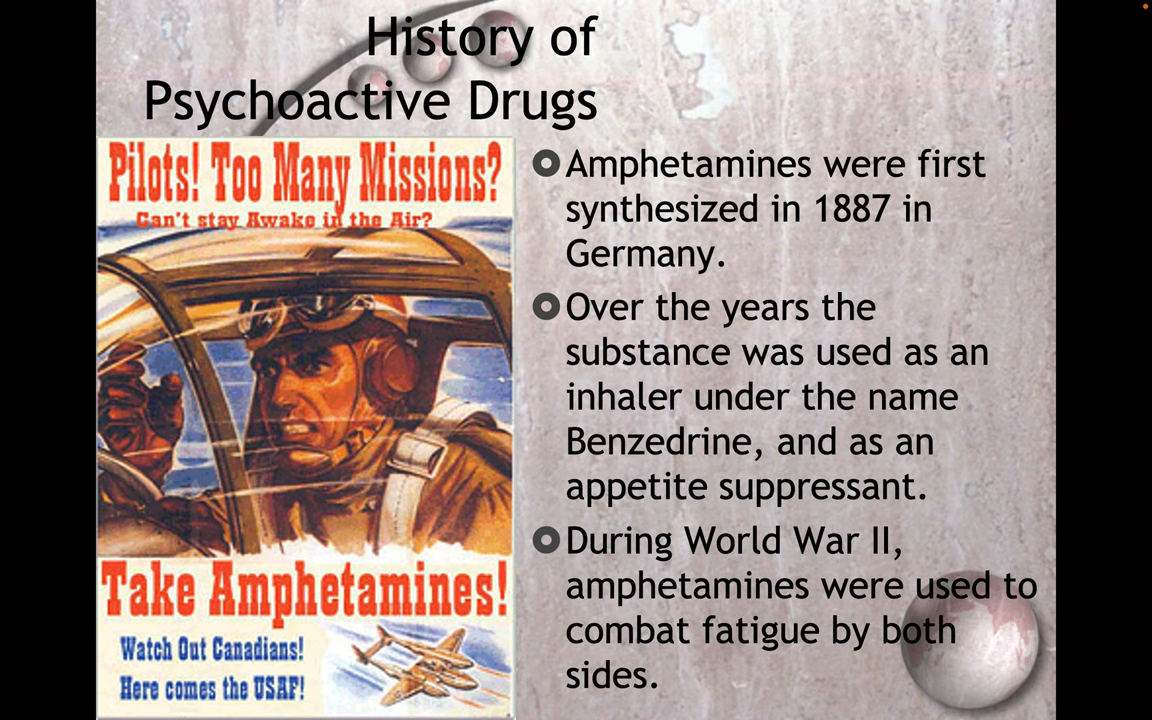 History of
Psychoactive Drugs
Pilots! Too Many Missions?
Can't stay Awake in the Air?
Take Amphetamines!
Watch Out Canadians!
Here comes the USAF!
Amphetamines were first
synthesized in 1887 in
Germany.
Over the years the
substance was used as an
inhaler under the name
Benzedrine, and as an
appetite suppressant.
During World War II,
amphetamines were used to
combat fatigue by both
sides.